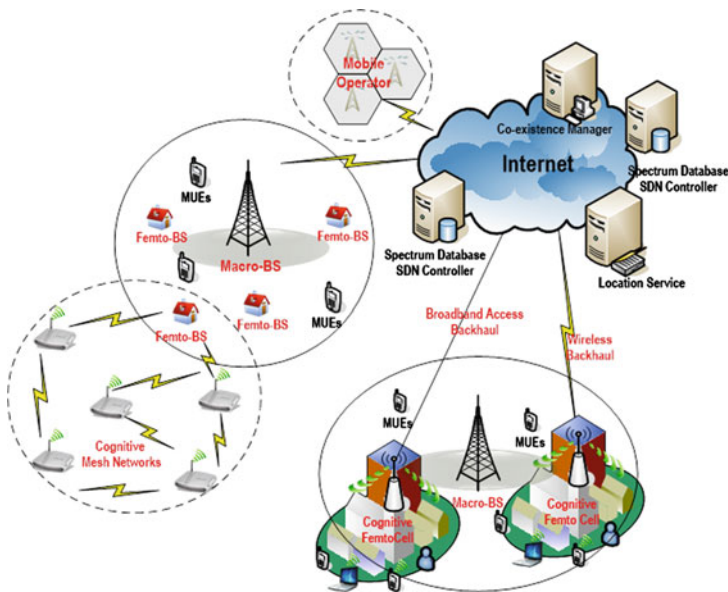 Mobile
Operator
Co-existence Manager
Internet
Spectrum Database
SDN Controller
MUEs
Femto-BS
Femto-BS
Macro-BS
Spectrum Database
SDN Controller
Location Service
Femto-BS
Femto-BS
MUEs
Broadband Access
Backhaul
Wireless
Backhaul
Cognitive
Mesh Networks
MUEs
MUEs
Macro-BS
Cognitive
FemtoCell
Cognitive
Femto Cell